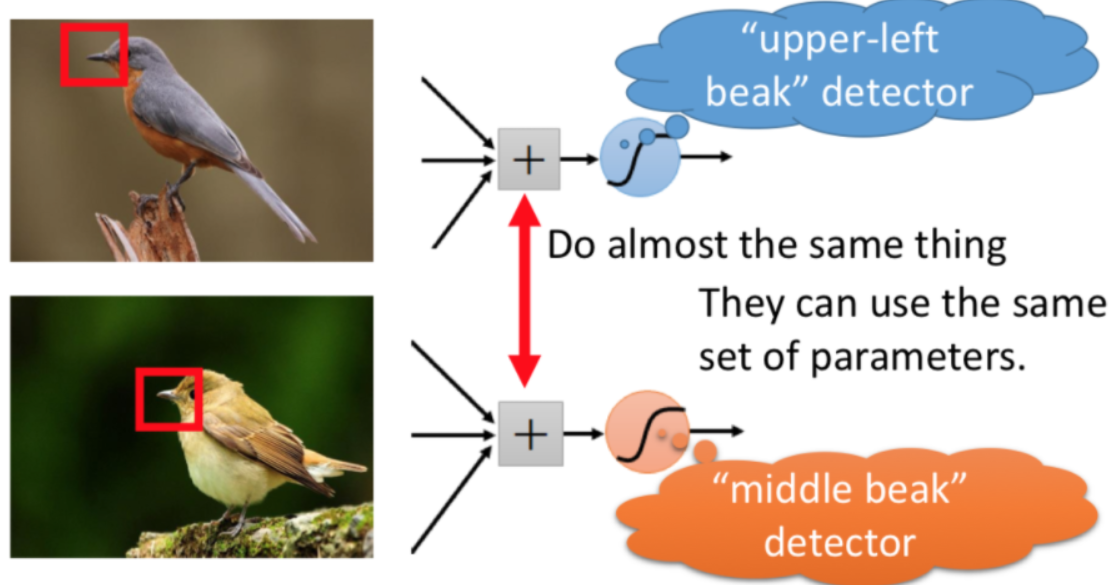 “upper-left
beak” detector
+
Do almost the same thing
They can use the same
set of parameters.
+
“middle beak”
detector